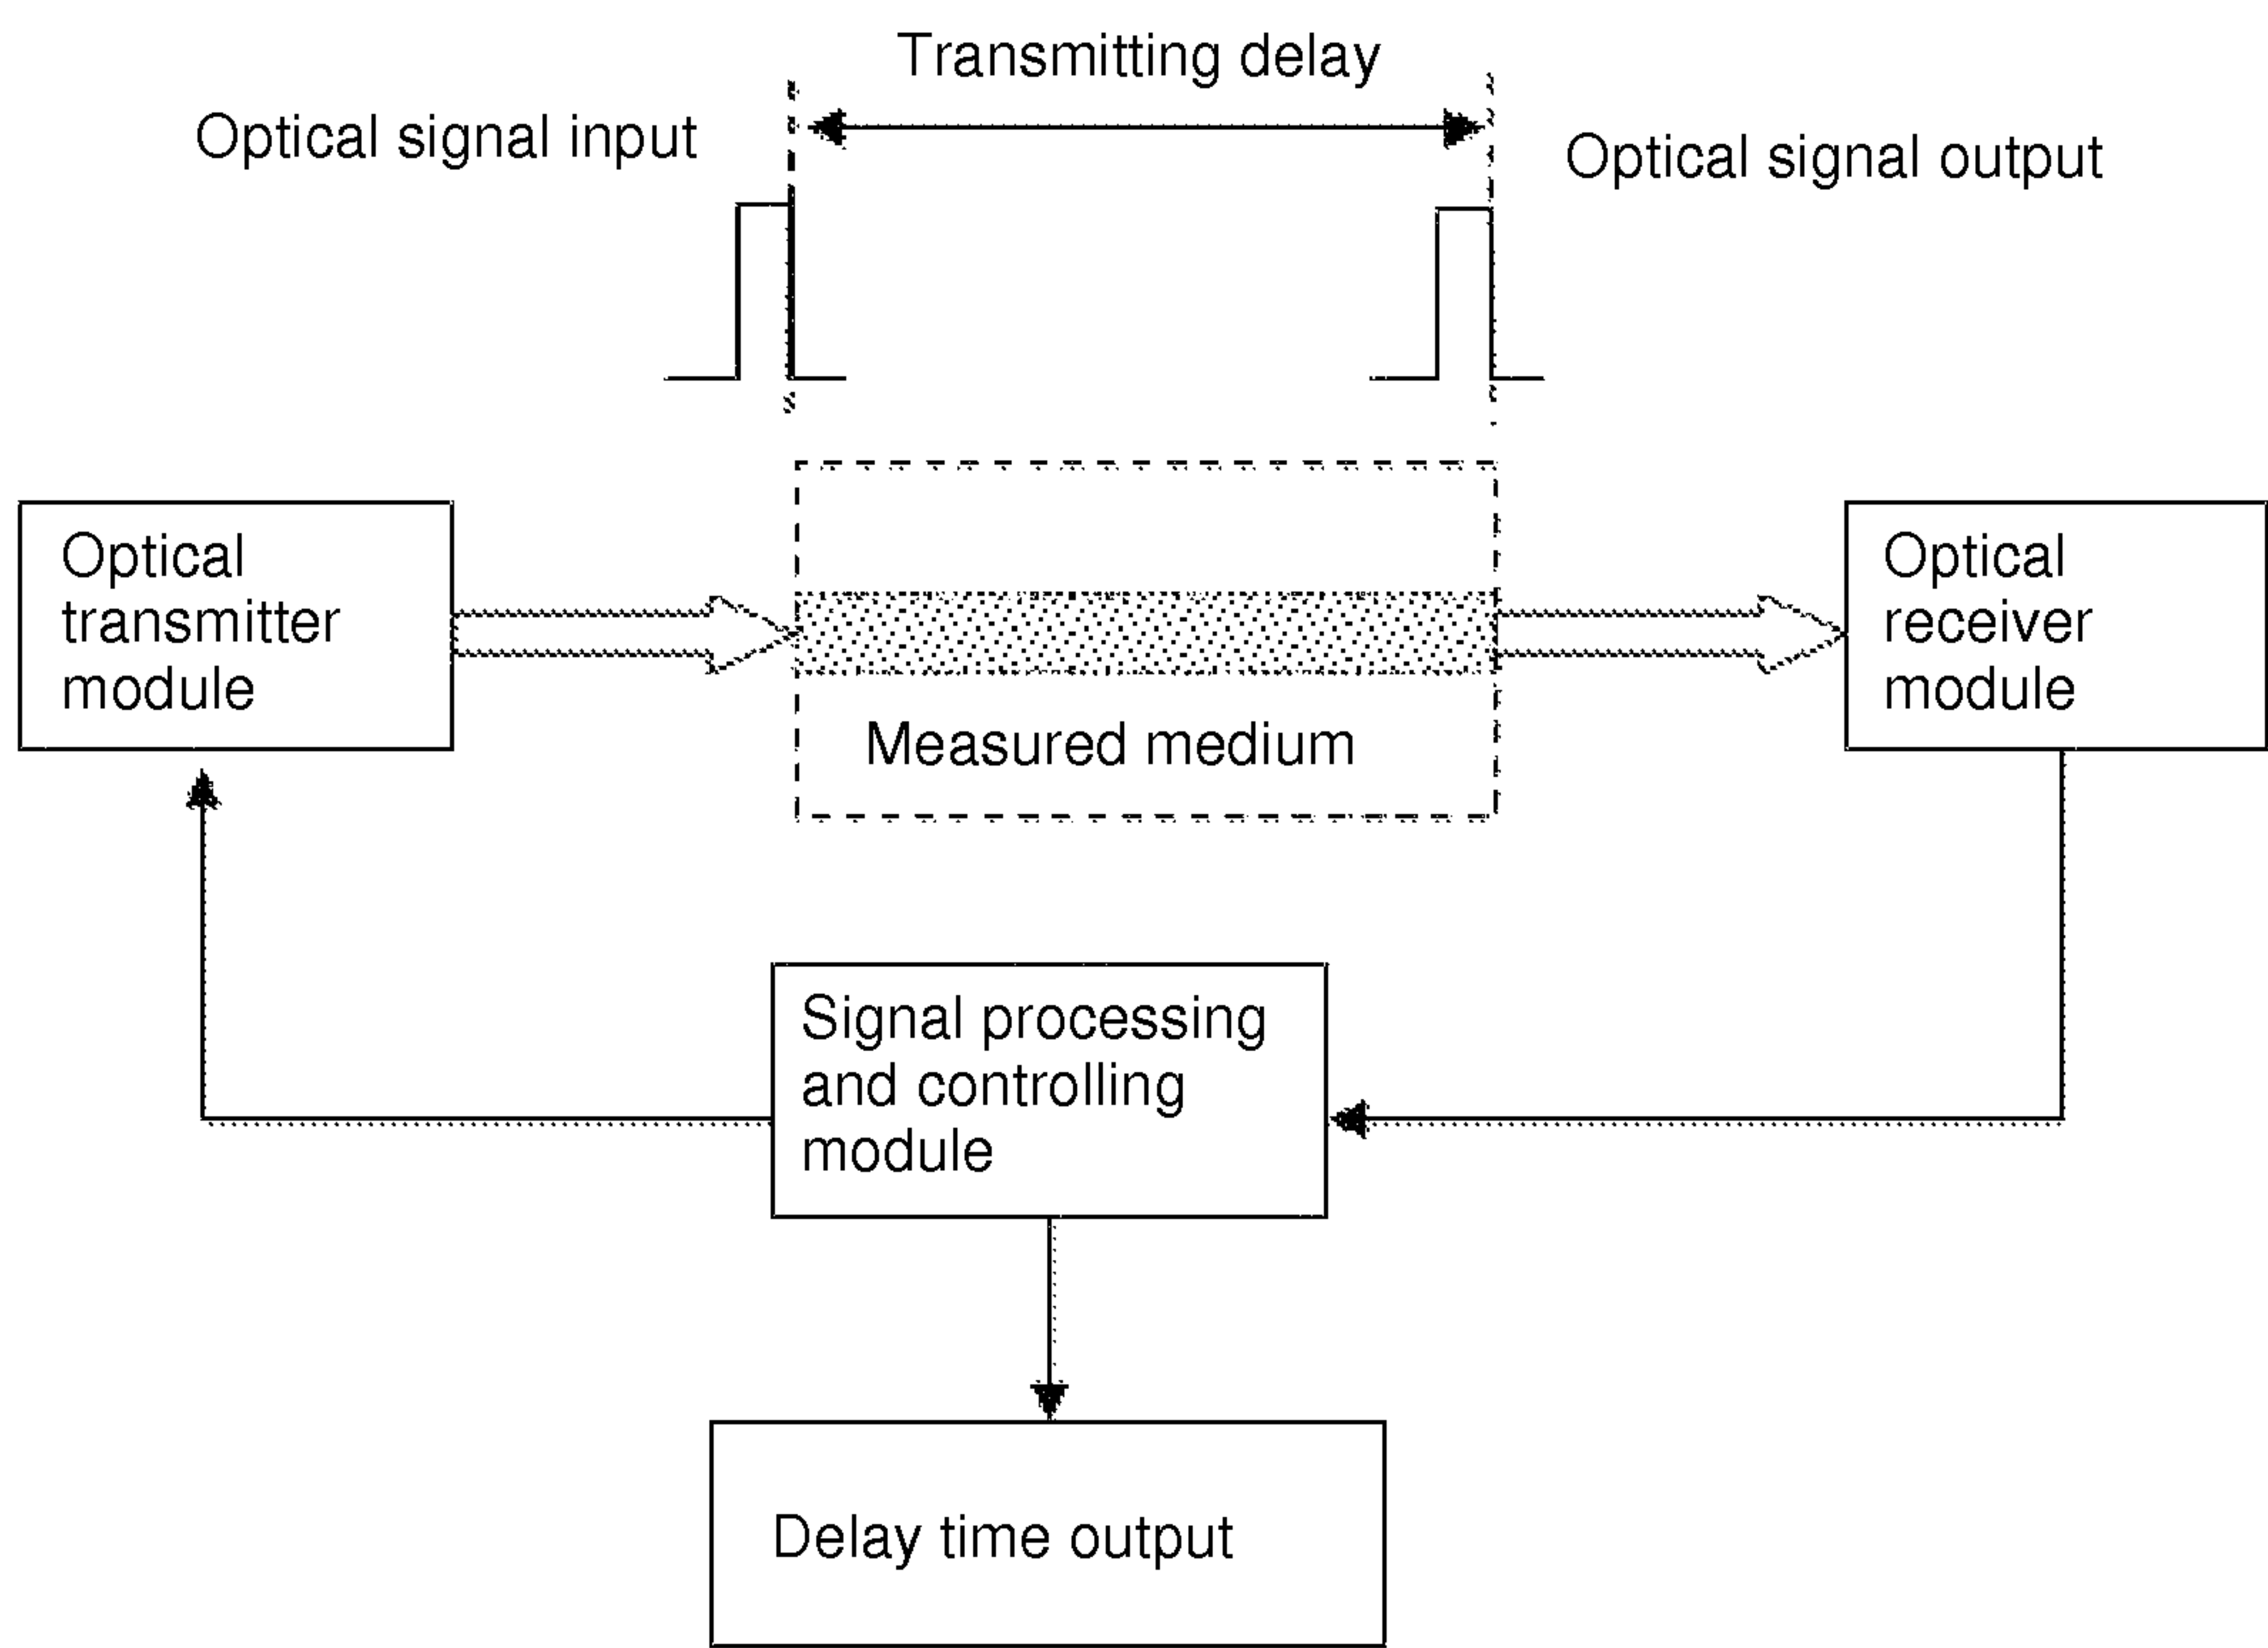 Transmitting delay
Optical signal input
Optical signal output
Optical
transmitter
module
Measured medium
Optical
receiver
module
Signal processing
and controlling
module
Delay time output